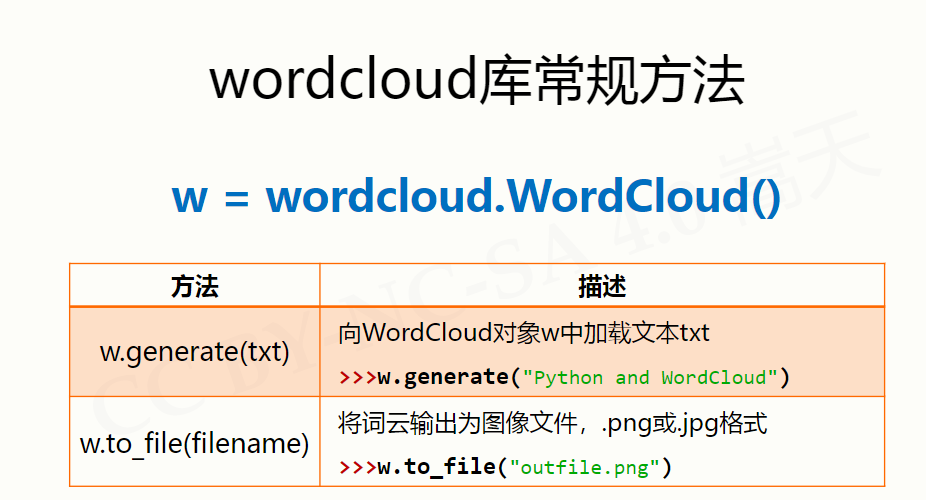 wordcloud库常规方法
w = wordcloud.WordCloud()
方法 描述
w.generate(txt) 向WordCloud对象w中加载文本txt
>>>w.generate("Python and WordCloud")
w.to_file(filename) 将词云输出为图像文件，.png或.jpg格式
>>>w.to_file("outfile.png")
CC BY-NC-SA 4.0 嵩天